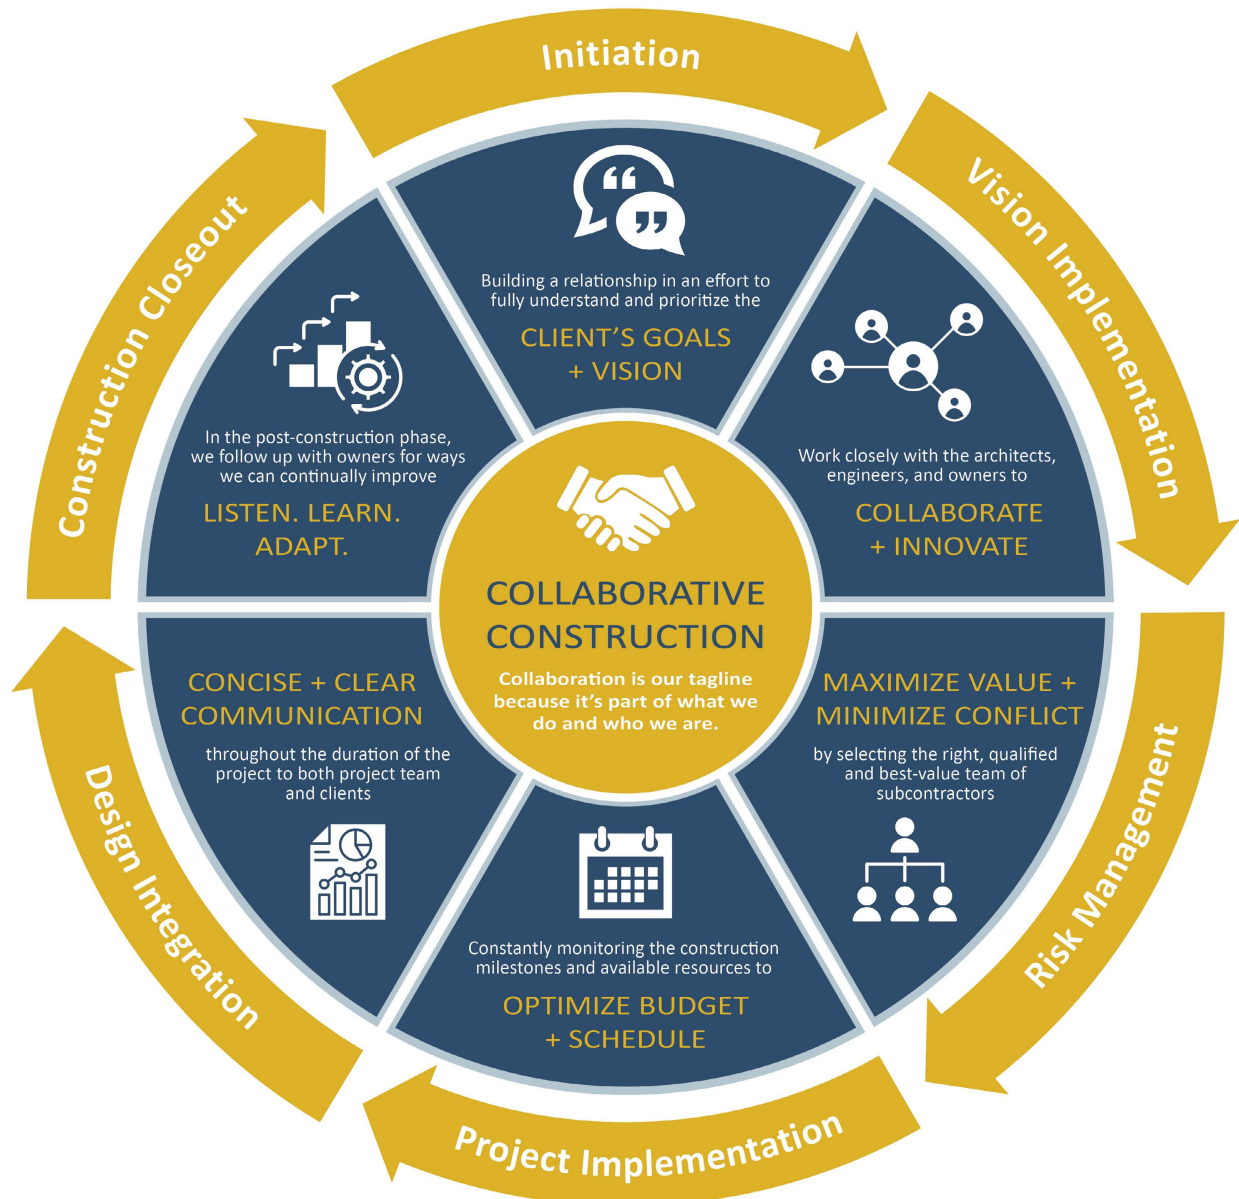 Initiation
Building a relationship in an effort to
fully understand and prioritize the
CLIENT'S GOALS
+ VISION
Vision Implementation
Work closely with the architects,
engineers, and owners to
COLLABORATE
+ INNOVATE
Risk Management
MAXIMIZE VALUE +
MINIMIZE CONFLICT
by selecting the right, qualified
and best-value team of
subcontractors
Project Implementation
Constantly monitoring the construction
milestones and available resources to
OPTIMIZE BUDGET
+ SCHEDULE
Design Integration
CONCISE + CLEAR
COMMUNICATION
throughout the duration of the
project to both project team
and clients
Construction Closeout
In the post-construction phase,
we follow up with owners for ways
we can continually improve
LISTEN. LEARN.
ADAPT.
COLLABORATIVE
CONSTRUCTION
Collaboration is our tagline
because it's part of what we
do and who we are.